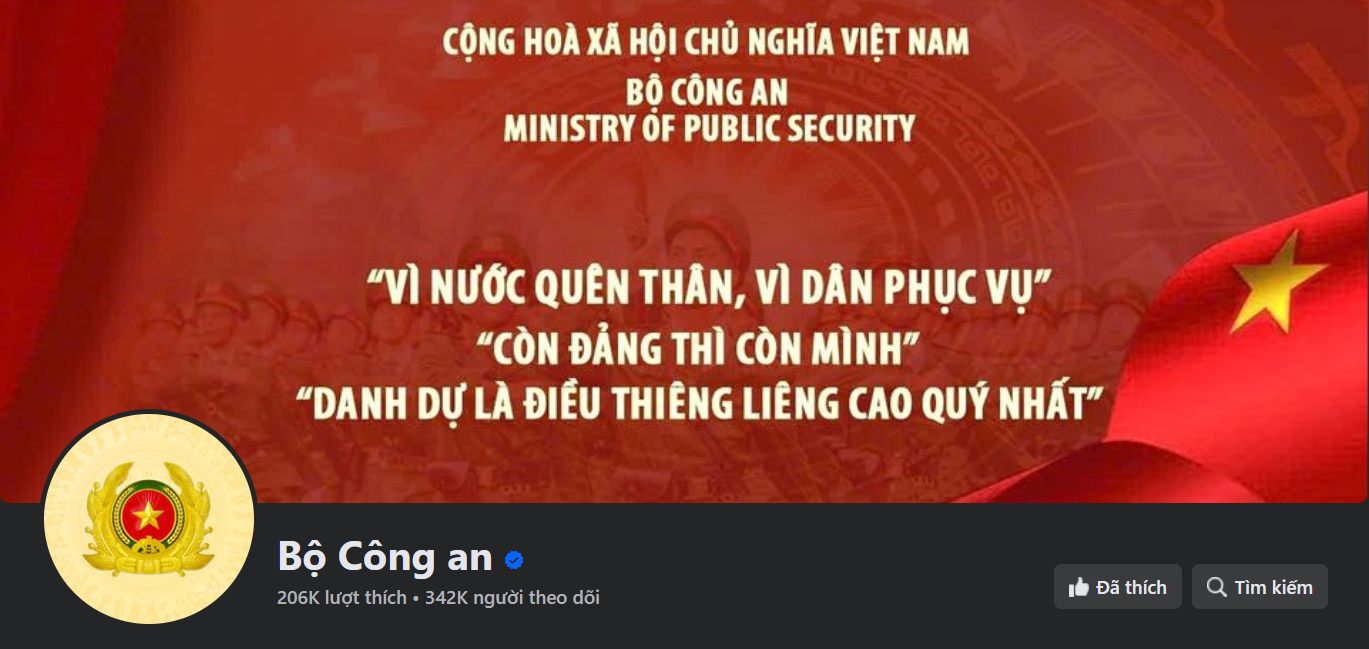 CỘNG HOÀ XÃ HỘI CHỦ NGHĨA VIỆT NAM
BỘ CÔNG AN
MINISTRY OF PUBLIC SECURITY
“VÌ NƯỚC QUÊN THÂN, VÌ DÂN PHỤC VỤ”
“CÒN ĐẢNG THÌ CÒN MÌNH”
“DANH DỰ LÀ ĐIỀU THIÊNG LIÊNG CAO QUÝ NHẤT”
Bộ Công an
206K lượt thích • 342K người theo dõi
Đã thích
Tìm kiếm